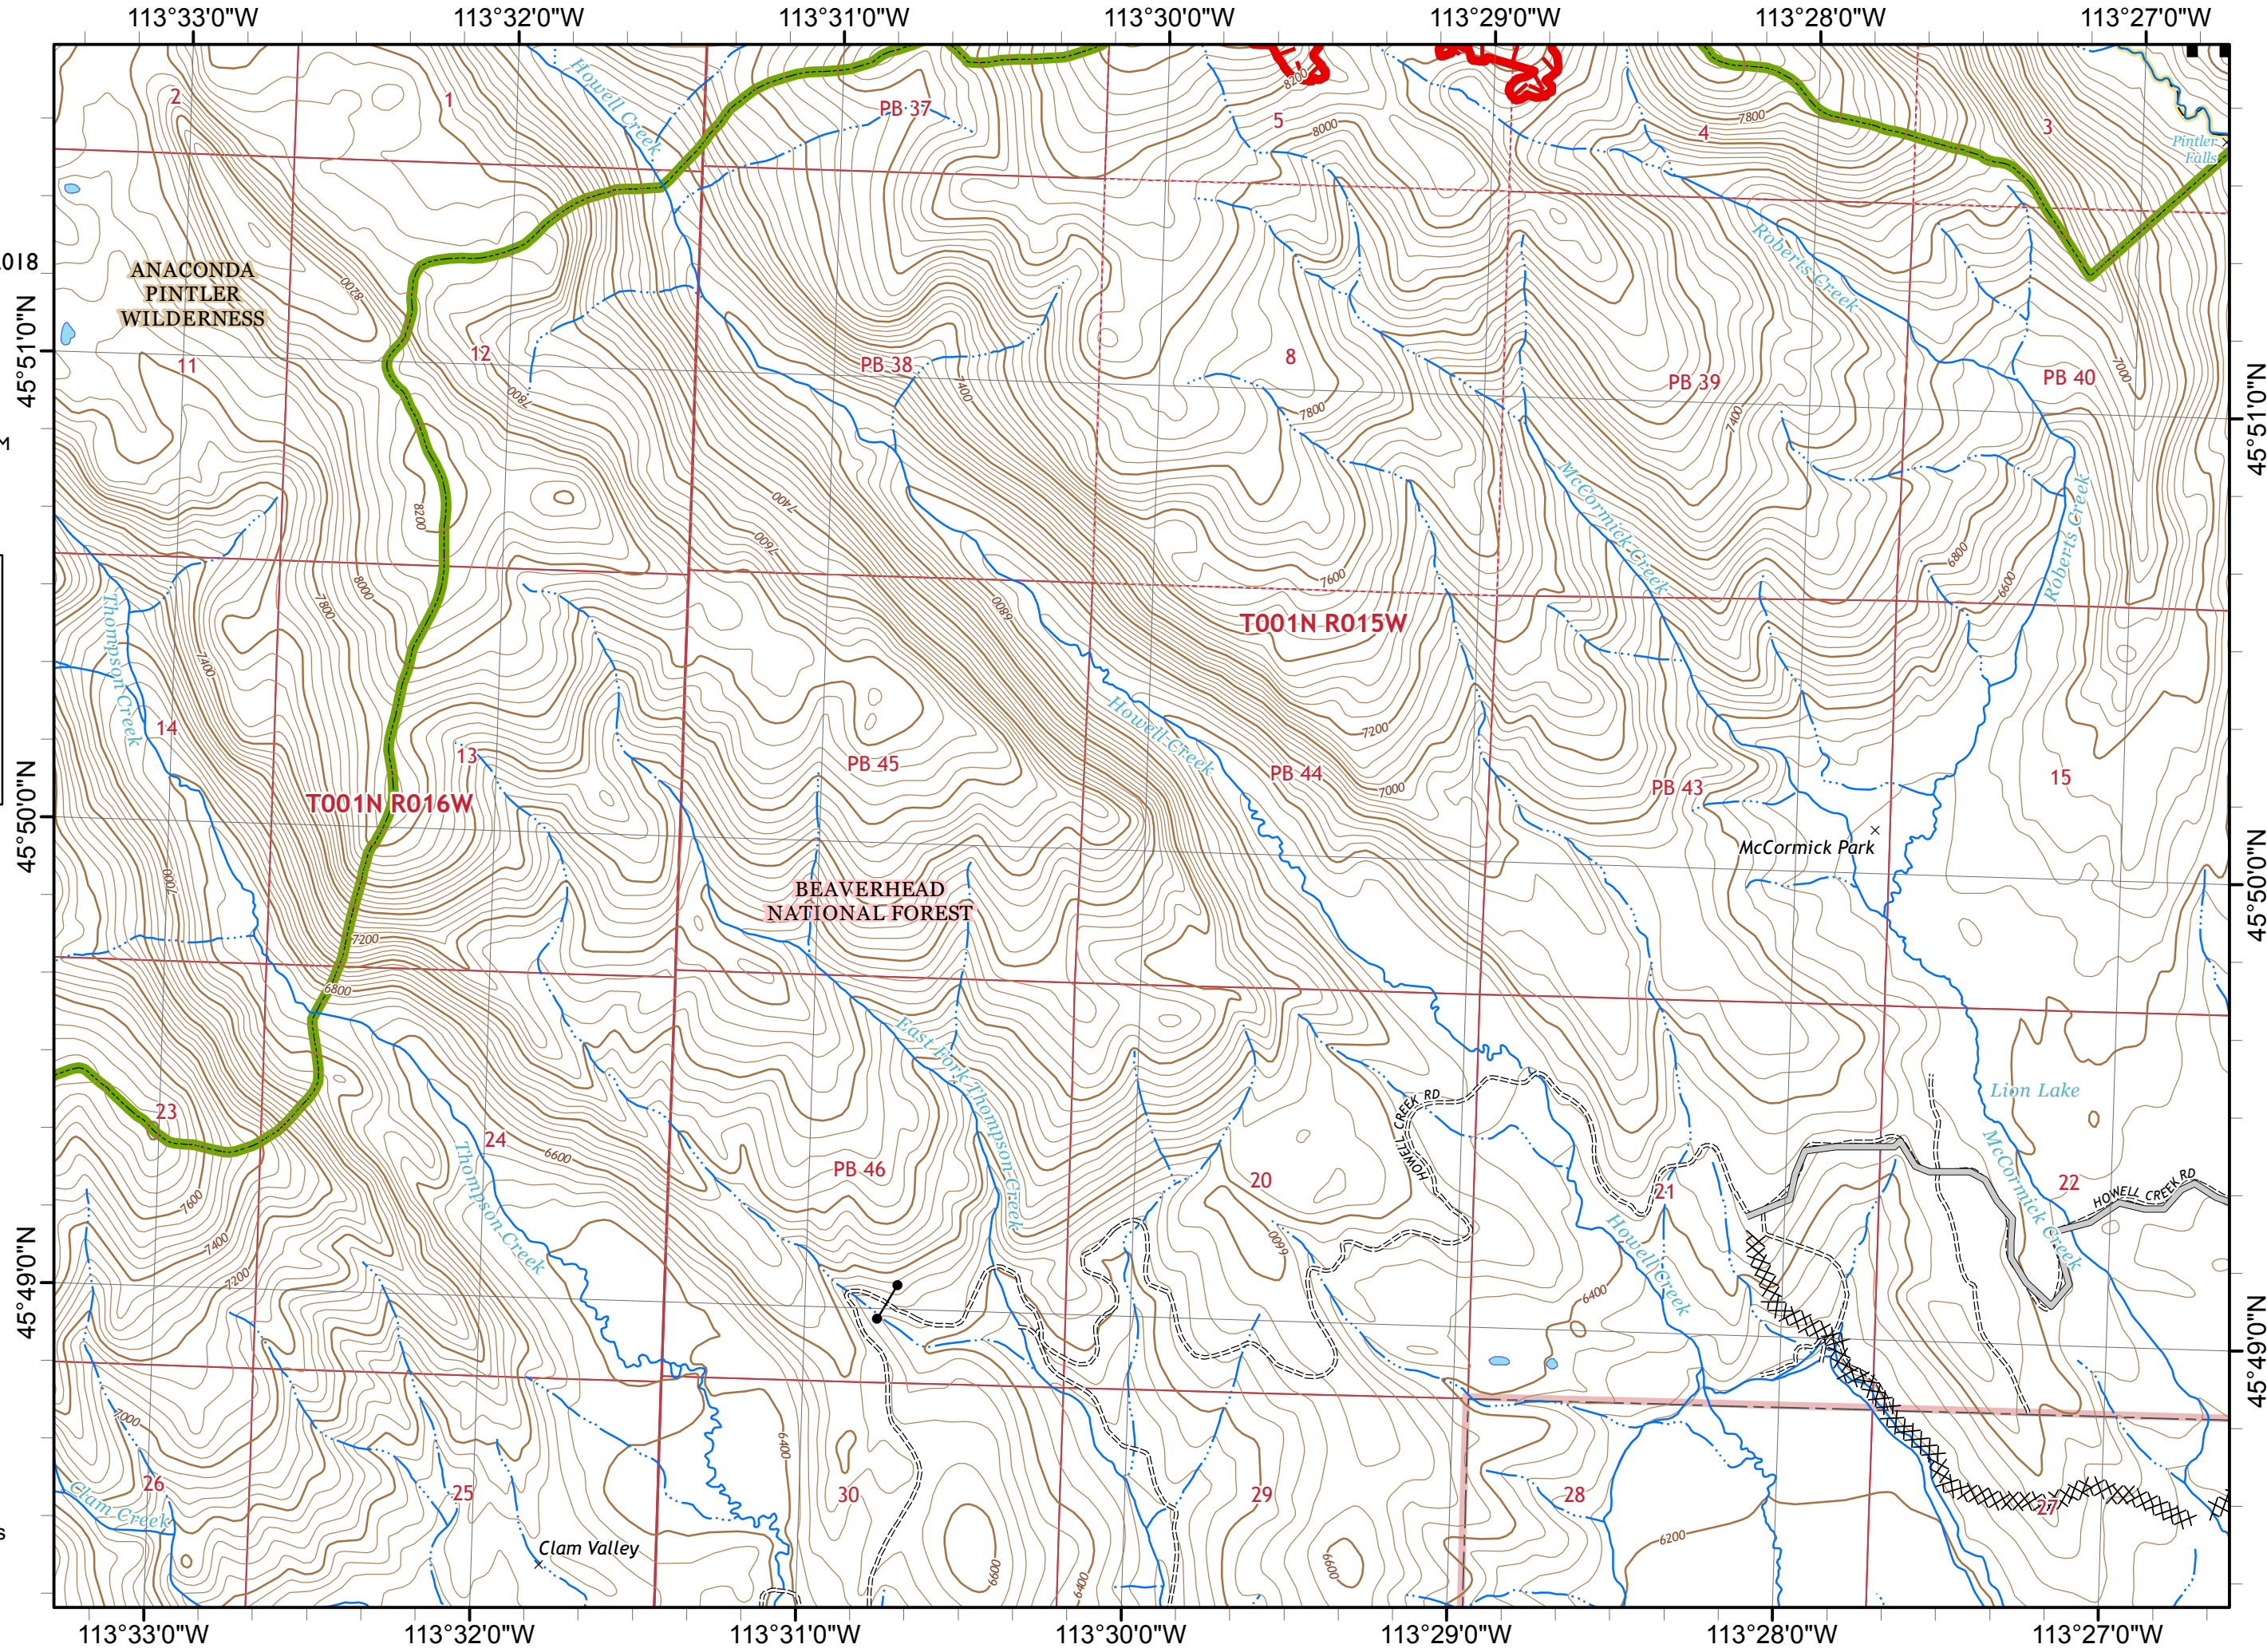 113°33'0"W 113°32'0"W 113°31'0"W 113°30'0"W 113°29'0"W 113°28'0"W 113°27'0"W
Howell Creek
2
1
PB 37
8200
5
8000
4
7800
3
Pintler
Falls
018
ANACONDA
PINTLER
WILDERNESS
8200
Roberts Creek
45°51'0"N
11
12
7800
PB 38
7400
8
7800
PB 39
7400
PB 40
7000
45°51'0"N
8200
7400
7600
McCormick Creek
Roberts Creek
6800
6600
8000
7800
6800
7600
T001N R015W
Thompson Creek
7400
14
13
Howell Creek
7200
PB 45
PB 44
7000
PB 43
15
T001N R016W
45°50'0"N
McCormick Park
7000
BEAVERHEAD
NATIONAL FOREST
45°50'0"N
7200
6800
East Fork Thompson Creek
Lion Lake
HOWELL CREEK RD
23
24
6600
Thompson Creek
PB 46
20
HOWELL
21
22
McCormick Creek
HOWELL CREEK RD
7600
7400
7200
6600
Howell Creek
6400
45°49'0"N
45°49'0"N
7000
6400
26
25
30
29
28
27
Clam Creek
Clam Valley
6600
6400
6600
6200
s
113°33'0"W 113°32'0"W 113°31'0"W 113°30'0"W 113°29'0"W 113°28'0"W 113°27'0"W